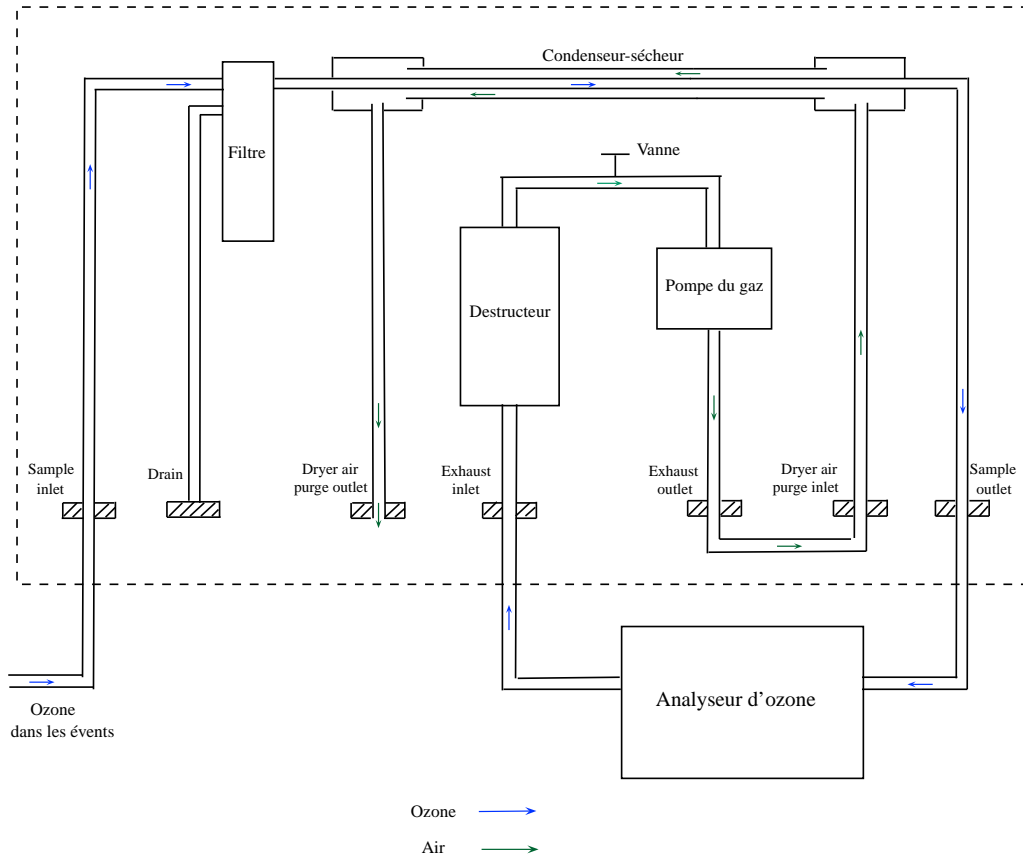 Condenseur-sécheur
Filtre
Vanne
Destructeur
Pompe du gaz
Sample
inlet
Drain
Dryer air
purge outlet
Exhaust
inlet
Exhaust
outlet
Dryer air
purge inlet
Sample
outlet
Ozone
dans les évents
Analyseur d’ozone
Ozone
Air